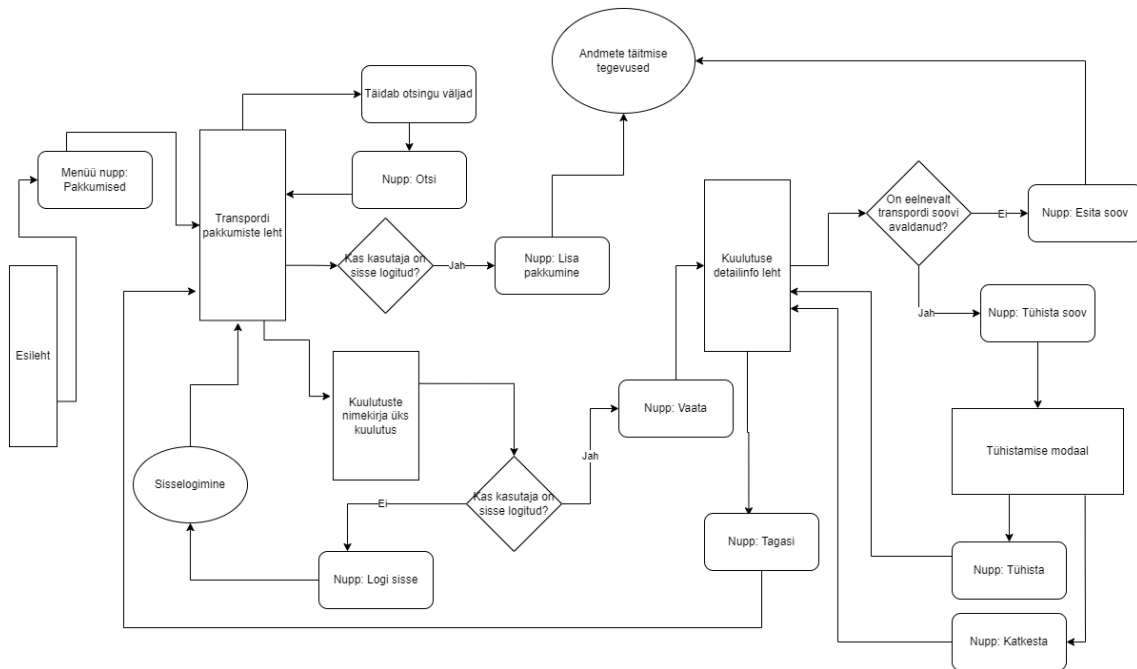 Andmete täitmise
tegevused
Täidab otsingu väljad
Menüü nupp:
Pakkumised
Nupp: Otsi
Transpordi
pakkumiste leht
Kas kasutaja on
sisse logitud?
Jah
Nupp: Lisa
pakkumine
Kuulutuse
detailinfo leht
On eelnevalt
transpordi soovi
avaldanud?
Ei
Nupp: Esita soov
Jah
Nupp: Tühista soov
Esileht
Kuulutuste
nimekirja üks
kuulutus
Nupp: Vaata
Jah
Tühistamise modaal
Sisselogimine
Ei
Kas kasutaja on
sisse logitud?
Nupp: Tagasi
Nupp: Logi sisse
Nupp: Tühista
Nupp: Katkesta